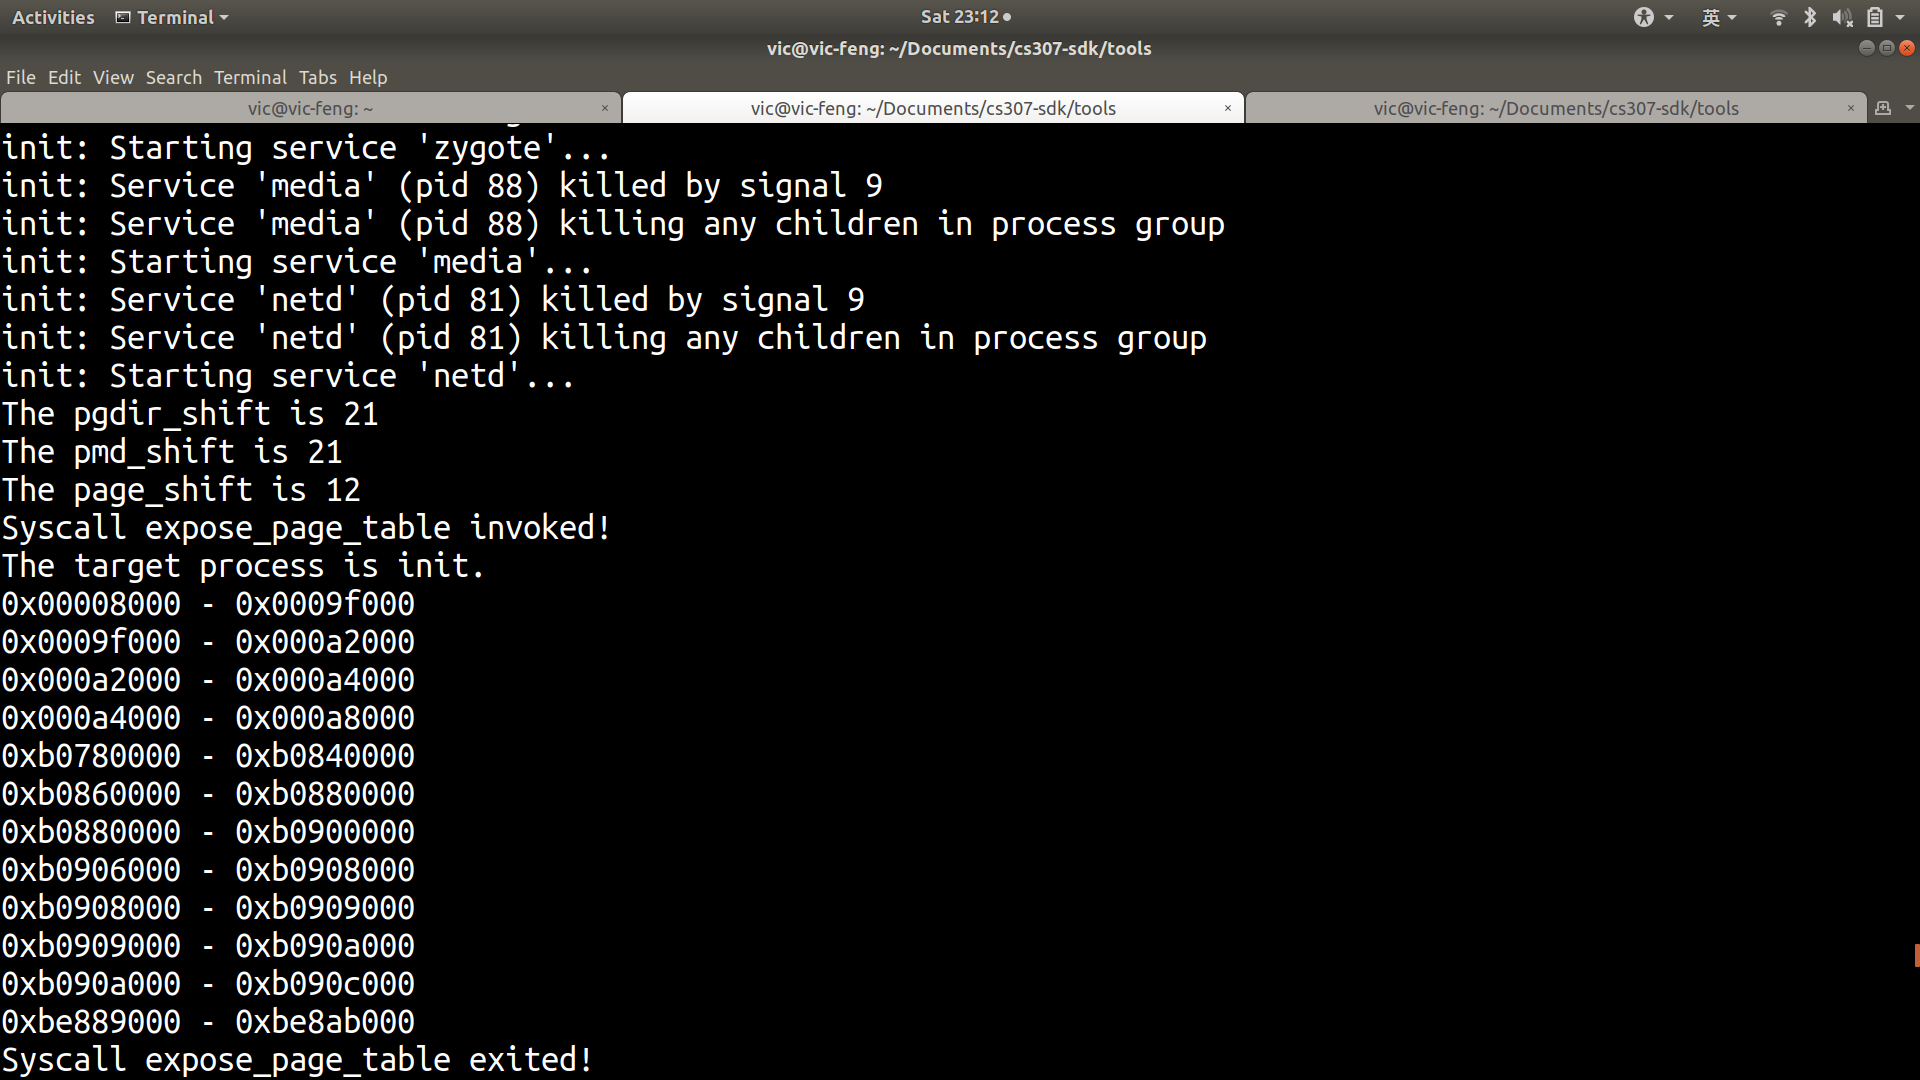 Activities Terminal Sat 23:12 英
vic@vic-feng: ~/Documents/cs307-sdk/tools
File Edit View Search Terminal Tabs Help
vic@vic-feng: ~ × vic@vic-feng: ~/Documents/cs307-sdk/tools × vic@vic-feng: ~/Documents/cs307-sdk/tools ×
init: Starting service 'zygote'...
init: Service 'media' (pid 88) killed by signal 9
init: Service 'media' (pid 88) killing any children in process group
init: Starting service 'media'...
init: Service 'netd' (pid 81) killed by signal 9
init: Service 'netd' (pid 81) killing any children in process group
init: Starting service 'netd'...
The pgdir_shift is 21
The pmd_shift is 21
The page_shift is 12
Syscall expose_page_table invoked!
The target process is init.
0x00008000 - 0x0009f000
0x0009f000 - 0x000a2000
0x000a2000 - 0x000a4000
0x000a4000 - 0x000a8000
0xb0780000 - 0xb0840000
0xb0860000 - 0xb0880000
0xb0880000 - 0xb0900000
0xb0906000 - 0xb0908000
0xb0908000 - 0xb0909000
0xb0909000 - 0xb090a000
0xb090a000 - 0xb090c000
0xbe889000 - 0xbe8ab000
Syscall expose_page_table exited!